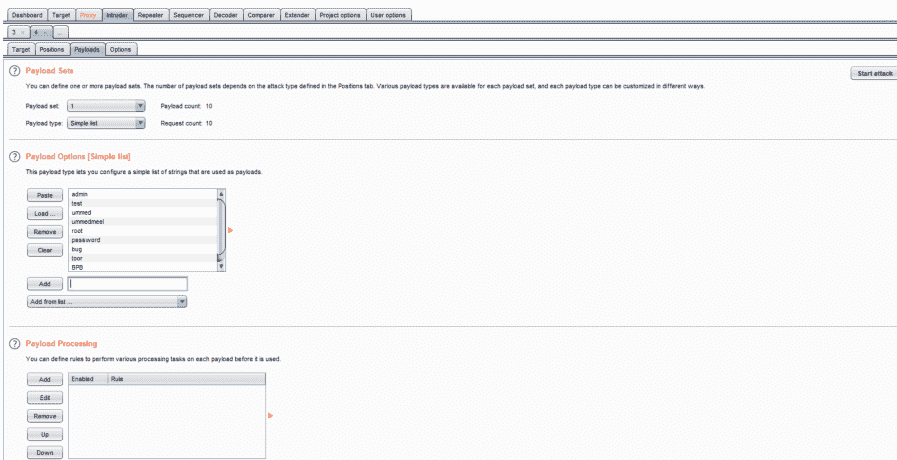 Dashboard Target Proxy Intruder Repeater Sequencer Decoder Comparer Extender Project options User options
3 × 4 × ...
Target Positions Payloads Options
? Payload Sets Start attack
You can define one or more payload sets. The number of payload sets depends on the attack type defined in the Positions tab. Various payload types are available for each payload set, and each payload type can be customized in different ways.
Payload set: 1 Payload count: 10
Payload type: Simple list Request count: 10
? Payload Options [Simple list]
This payload type lets you configure a simple list of strings that are used as payloads.
Paste admin
test
Load ... ummed
ummedmeel
Remove root
password
Clear bug
toor
BPB
Add
Add from list ...
? Payload Processing
You can define rules to perform various processing tasks on each payload before it is used.
Add Enabled Rule
Edit
Remove
Up
Down